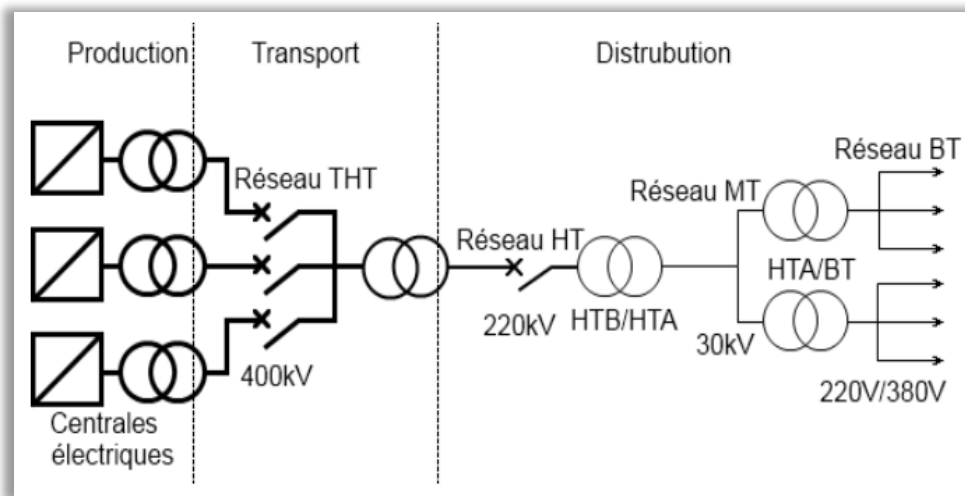 Production
Transport
Distrubution
Réseau BT
Réseau THT
Réseau MT
Réseau HT
HTA/BT
220kV
HTB/HTA
30kV
400kV
220V/380V
Centrales
électriques